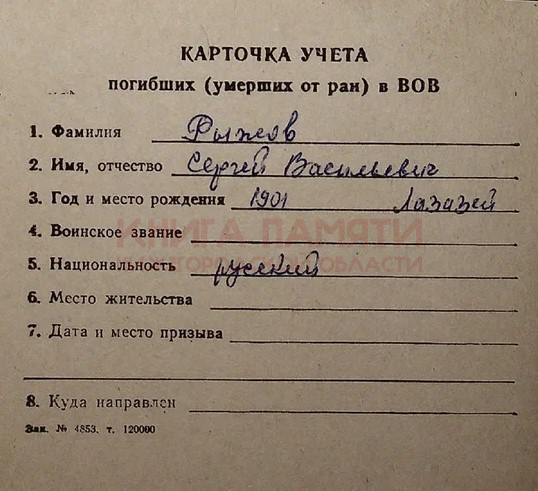 КАРТОЧКА УЧЕТА
погибших (умерших от ран) в ВОВ
1. Фамилия Рыжов
2. Имя, отчество Сергей Васильевич
3. Год и место рождения 1901 Лазазей
4. Воинское звание
КНИГА ПАМЯТИ
5. Национальность русский
НИЖЕГОРОДСКОЙ ОБЛАСТИ
6. Место жительства
7. Дата и место призыва
8. Куда направлен
Зак. № 4853. т. 120000